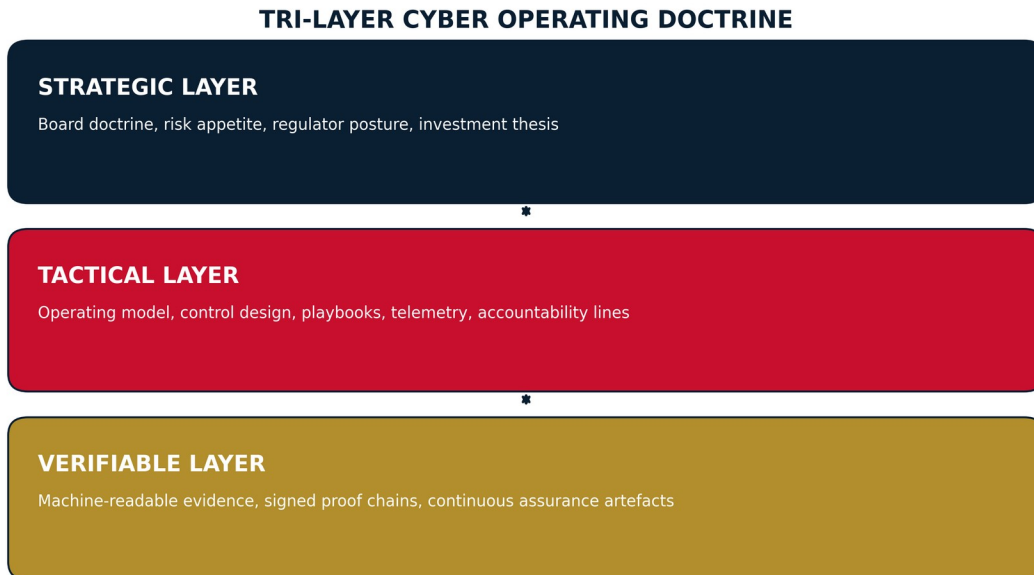 TRI-LAYER CYBER OPERATING DOCTRINE
STRATEGIC LAYER
Board doctrine, risk appetite, regulator posture, investment thesis
TACTICAL LAYER
Operating model, control design, playbooks, telemetry, accountability lines
VERIFIABLE LAYER
Machine-readable evidence, signed proof chains, continuous assurance artefacts